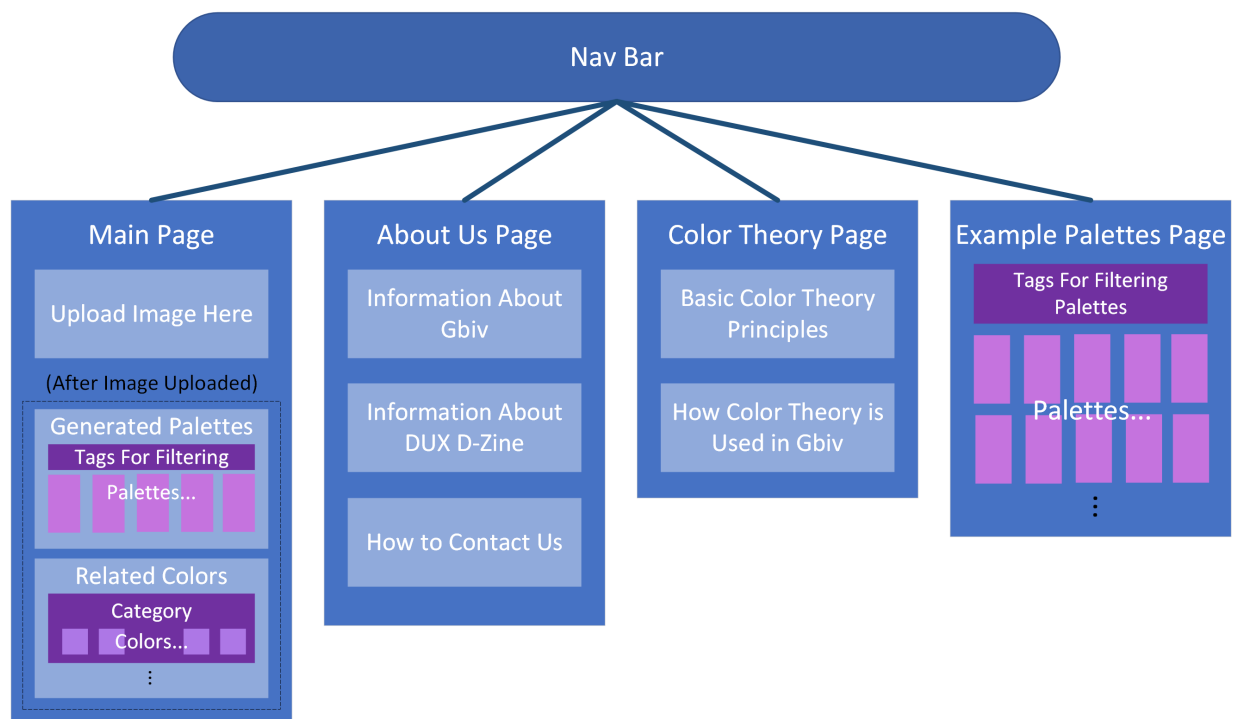 Nav Bar
Main Page
Upload Image Here
(After Image Uploaded)
Generated Palettes
Tags For Filtering
Palettes...
Related Colors
Category
Colors...
⋮
About Us Page
Information About
Gbiv
Information About
DUX D-Zine
How to Contact Us
Color Theory Page
Basic Color Theory
Principles
How Color Theory is
Used in Gbiv
Example Palettes Page
Tags For Filtering
Palettes
Palettes...
⋮